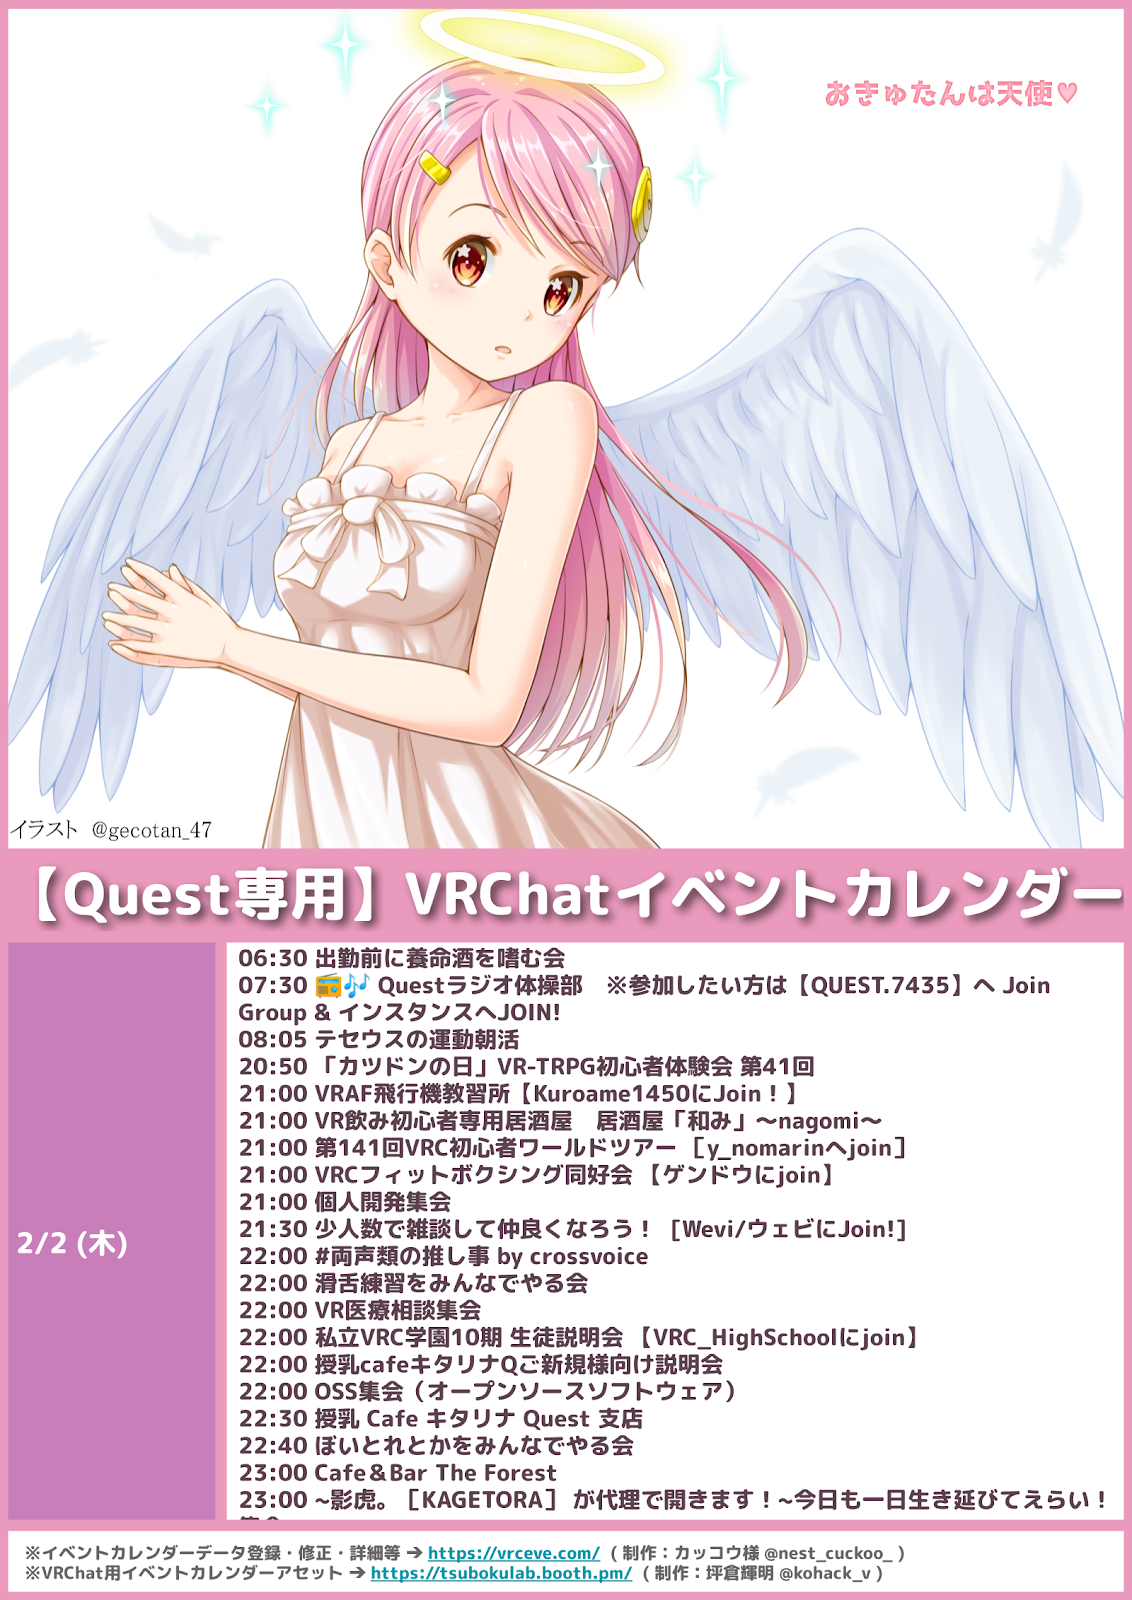 おきゅたんは天使♥
イラスト @gecotan_47
【Quest専用】VRChatイベントカレンダー
2/2 (木)
06:30 出勤前に養命酒を嗜む会
07:30 📻🎶 Questラジオ体操部　※参加したい方は【QUEST.7435】へ Join
Group & インスタンスへJOIN!
08:05 テセウスの運動朝活
20:50 「カツドンの日」VR-TRPG初心者体験会 第41回
21:00 VRAF飛行機教習所【Kuroame1450にJoin！】
21:00 VR飲み初心者専用居酒屋　居酒屋「和み」～nagomi～
21:00 第141回VRC初心者ワールドツアー ［y_nomarinへjoin］
21:00 VRCフィットボクシング同好会 【ゲンドウにjoin】
21:00 個人開発集会
21:30 少人数で雑談して仲良くなろう！［Wevi/ウェビにJoin!］
22:00 #両声類の推し事 by crossvoice
22:00 滑舌練習をみんなでやる会
22:00 VR医療相談集会
22:00 私立VRC学園10期 生徒説明会 【VRC_HighSchoolにjoin】
22:00 授乳cafeキタリナQご新規様向け説明会
22:00 OSS集会（オープンソースソフトウェア）
22:30 授乳 Cafe キタリナ Quest 支店
22:40 ぼいとれとかをみんなでやる会
23:00 Cafe＆Bar The Forest
23:00 ~影虎。［KAGETORA］ が代理で開きます！~今日も一日生き延びてえらい！
※イベントカレンダーデータ登録・修正・詳細等 ➔ https://vrceve.com/ （ 制作：カッコウ様 @nest_cuckoo_ ）
※VRChat用イベントカレンダーアセット ➔ https://tsubokulab.booth.pm/ （ 制作：坪倉輝明 @kohack_v ）